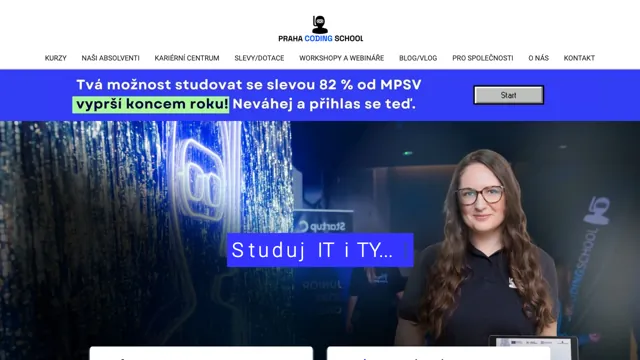 PRAHA CODING SCHOOL
KURZY NAŠI ABSOLVENTI KARIÉRNÍ CENTRUM SLEVY/DOTACE WORKSHOPY A WEBINÁŘE BLOG/VLOG PRO SPOLEČNOSTI O NÁS KONTAKT
Tvá možnost studovat se slevou 82 % od MPSV
vyprší koncem roku! Neváhej a přihlas se teď.
Start
Startup
Studuj IT i TY...